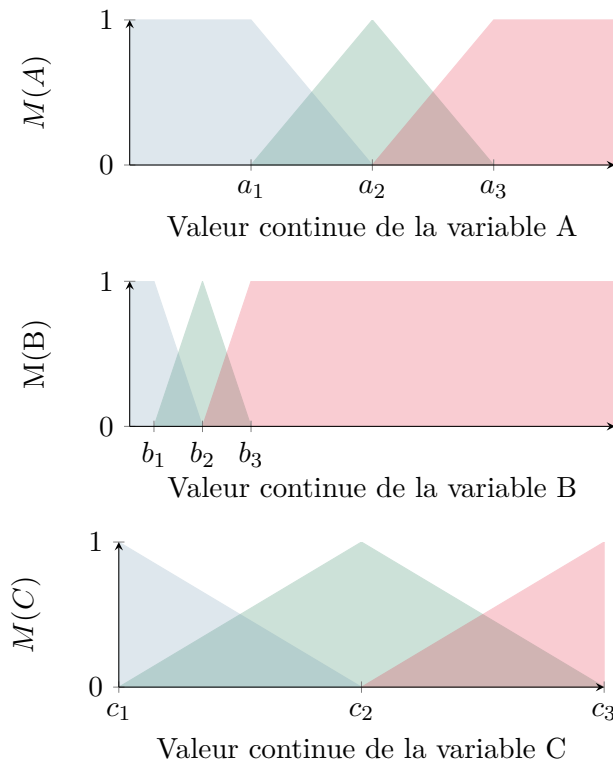 1
M(A)
0
a₁ a₂ a₃
Valeur continue de la variable A
1
M(B)
0
b₁ b₂ b₃
Valeur continue de la variable B
1
M(C)
0
c₁ c₂ c₃
Valeur continue de la variable C